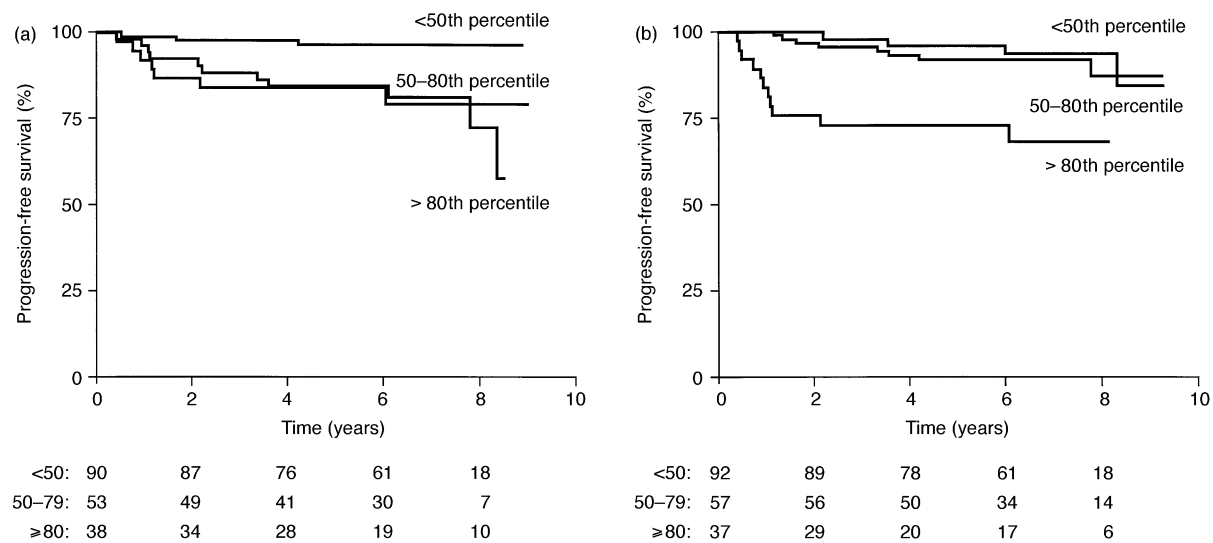 (a)
<50th percentile
50–80th percentile
> 80th percentile
Progression-free survival (%)
100
75
50
25
0
0 2 4 6 8 10
Time (years)
<50: 90 87 76 61 18
50–79: 53 49 41 30 7
⩾80: 38 34 28 19 10
(b)
<50th percentile
50–80th percentile
> 80th percentile
Progression-free survival (%)
100
75
50
25
0
0 2 4 6 8 10
Time (years)
<50: 92 89 78 61 18
50–79: 57 56 50 34 14
⩾80: 37 29 20 17 6